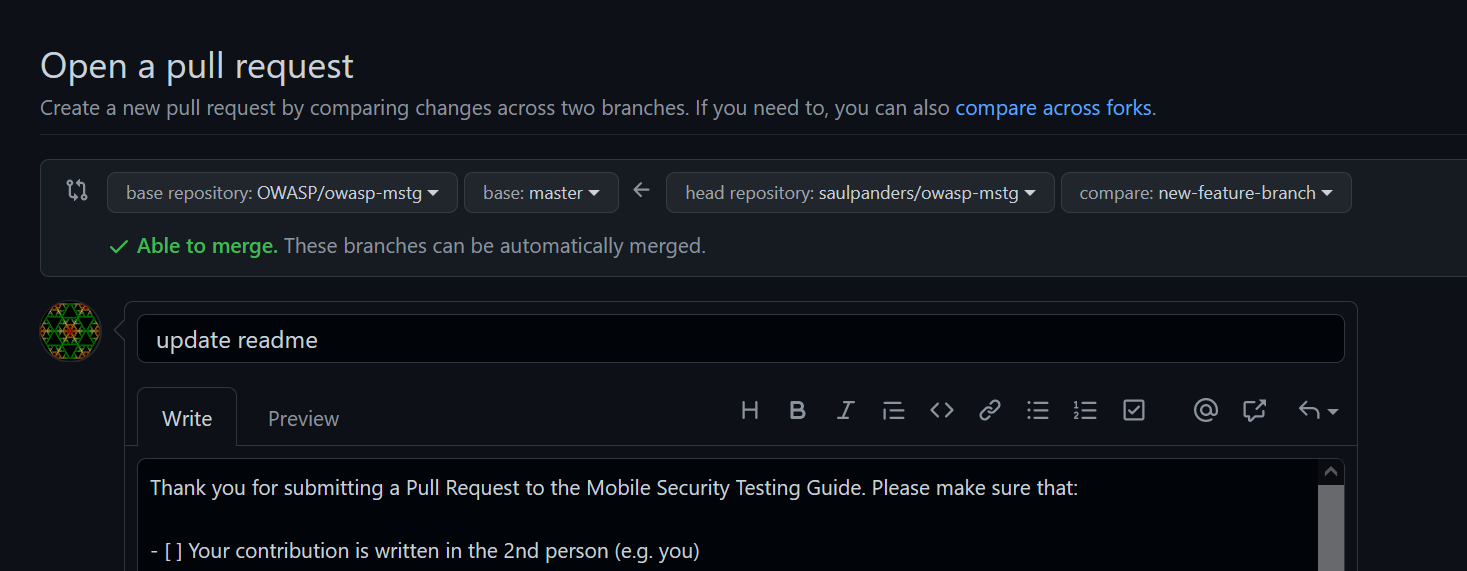 Open a pull request
Create a new pull request by comparing changes across two branches. If you need to, you can also compare across forks.
base repository: OWASP/owasp-mstg base: master head repository: saulpanders/owasp-mstg compare: new-feature-branch
Able to merge. These branches can be automatically merged.
update readme
Write Preview
Thank you for submitting a Pull Request to the Mobile Security Testing Guide. Please make sure that:
- [ ] Your contribution is written in the 2nd person (e.g. you)